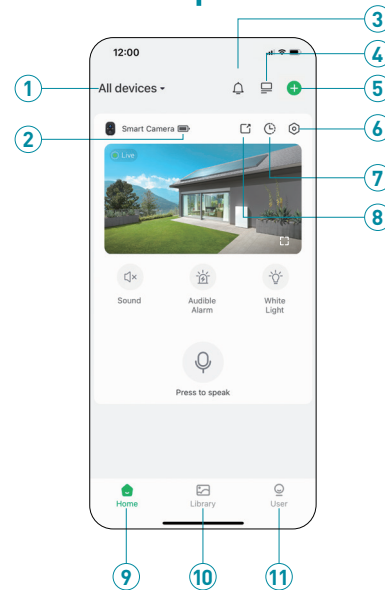 3
12:00
4
1
All devices
5
2
Smart Camera
6
Live
7
8
Sound
Audible
Alarm
White
Light
Press to speak
Home
Library
User
9
10
11